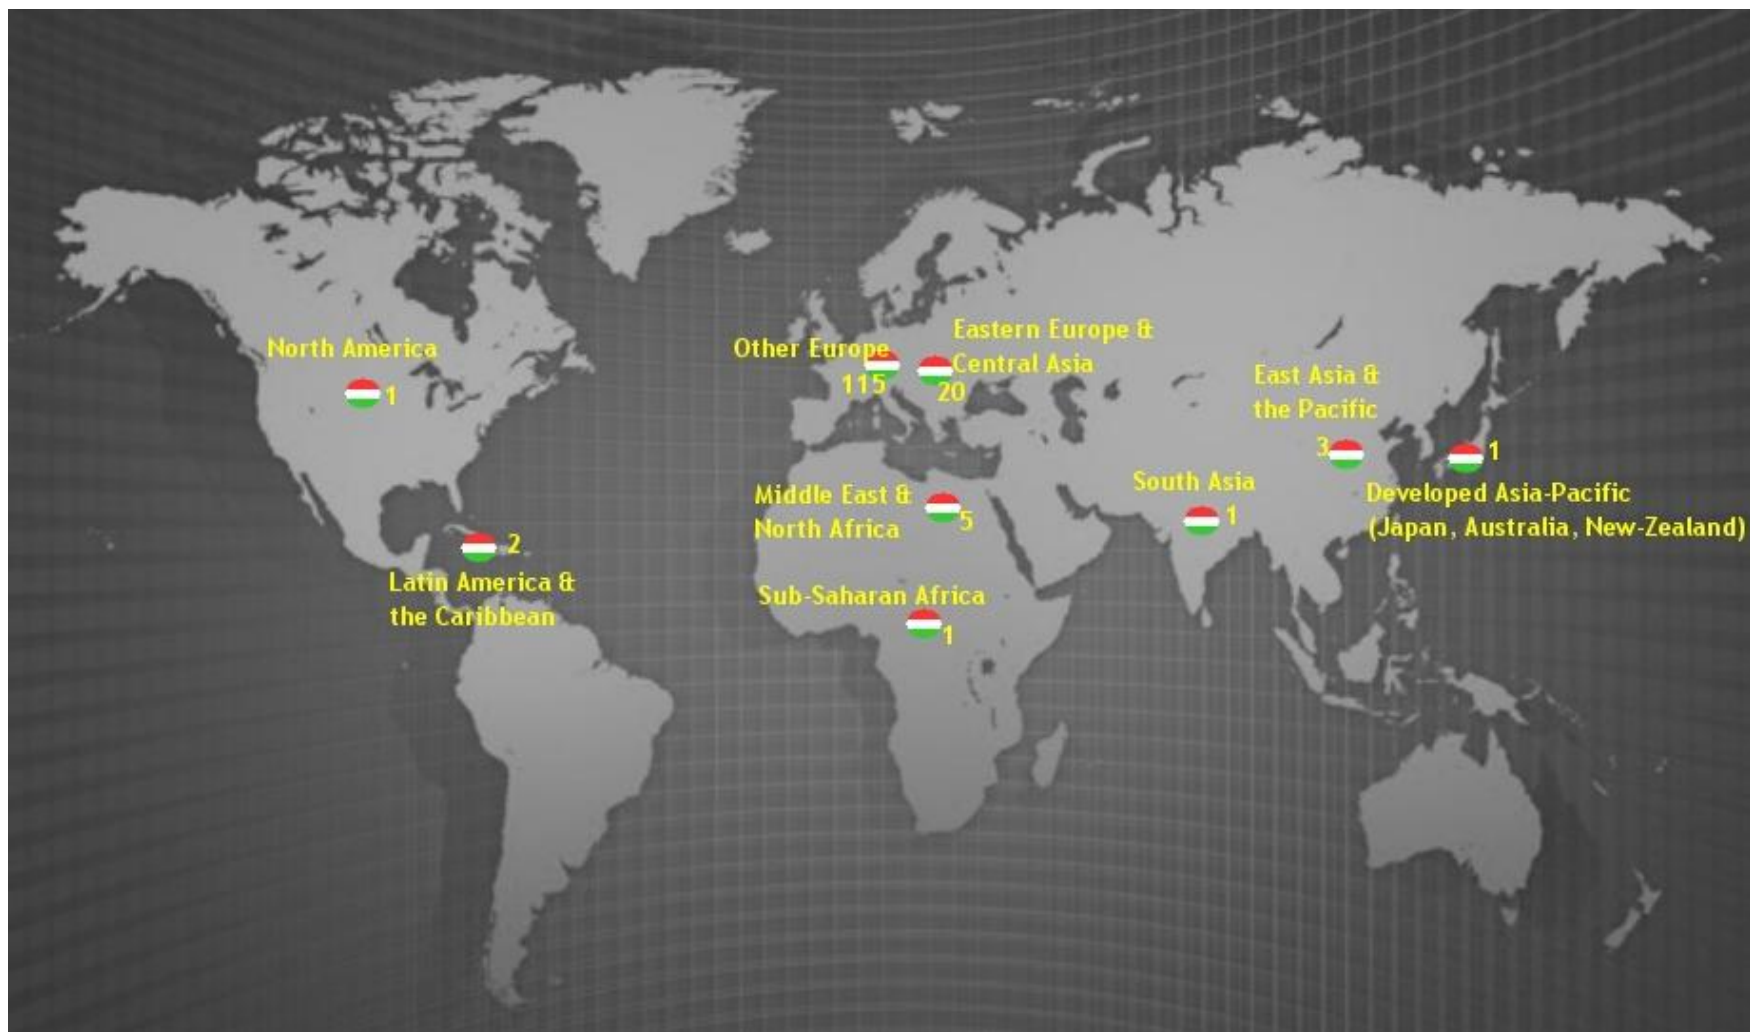 North America
1
Other Europe
115
Eastern Europe &
Central Asia
20
East Asia &
the Pacific
3
1
Developed Asia-Pacific
(Japan, Australia, New-Zealand)
South Asia
1
Middle East &
North Africa
5
2
Latin America &
the Caribbean
Sub-Saharan Africa
1